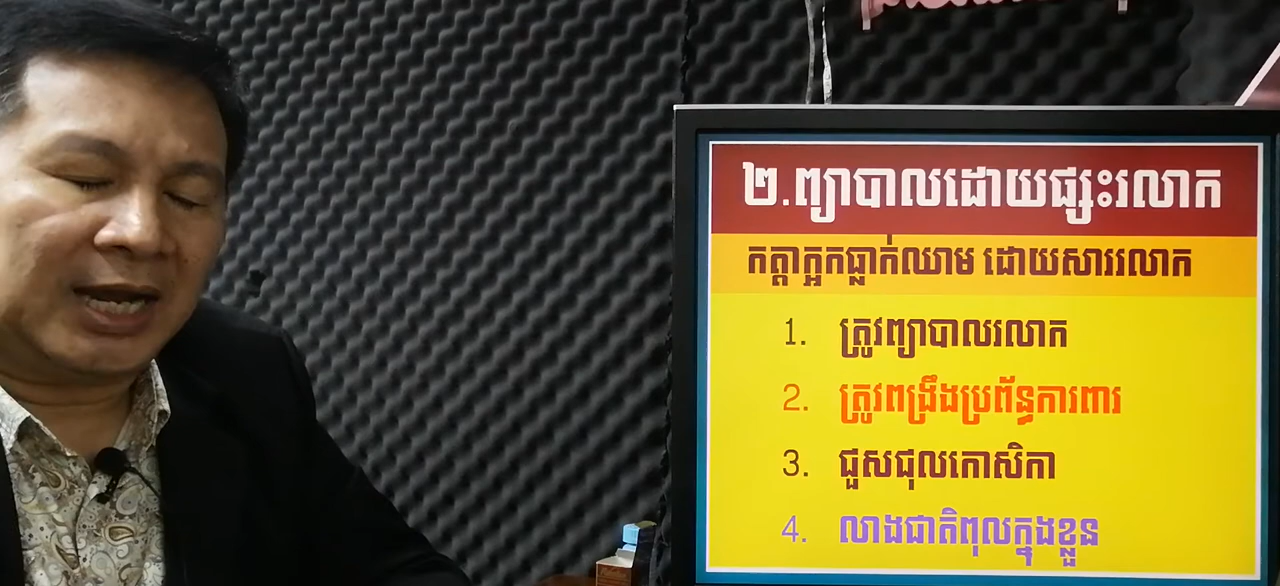 ២.ព្យាបាលដោយផ្សះរលាក
កត្តាក្អកធ្លាក់ឈាម ដោយសាររលាក
1. ត្រូវព្យាបាលរលាក
2. ត្រូវពង្រឹងប្រព័ន្ធការពារ
3. ជួសជុលកោសិកា
4. លាងជាតិពុលក្នុងខ្លួន